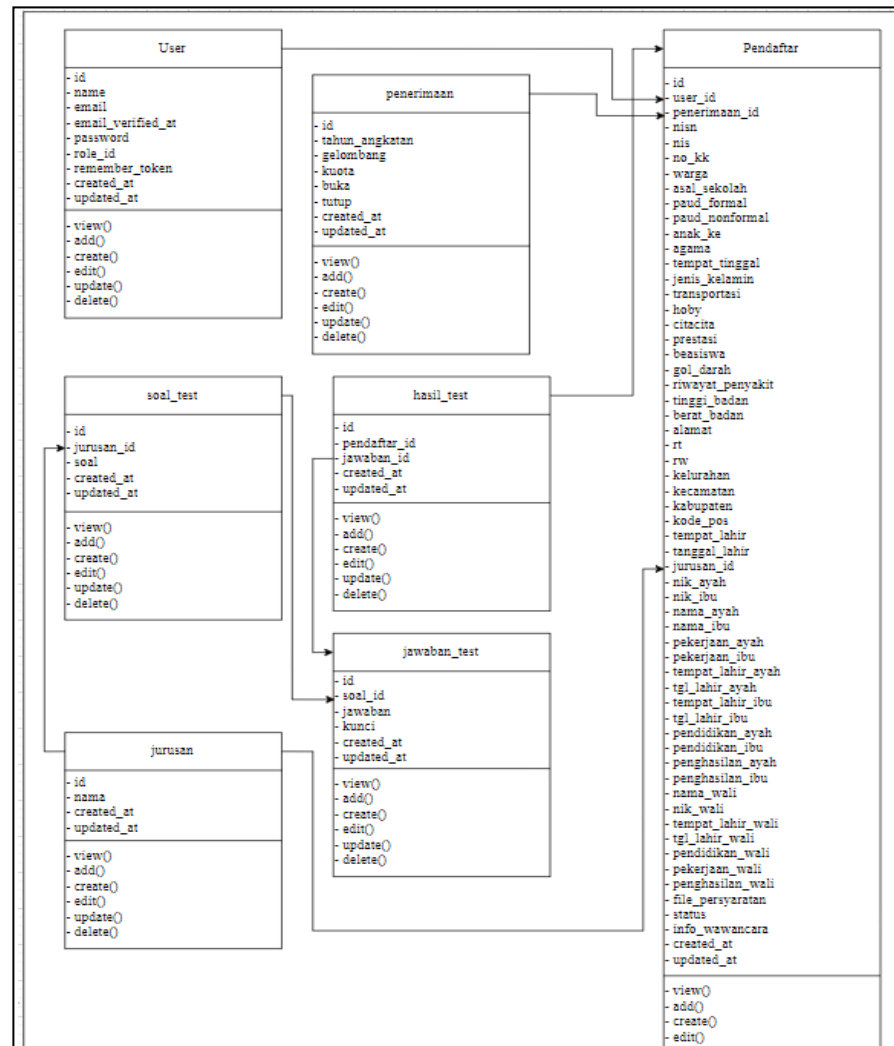 User
- id
- name
- email
- email_verified_at
- password
- role_id
- remember_token
- created_at
- updated_at
- view()
- add()
- create()
- edit()
- update()
- delete()
penerimaan
- id
- tahun_angkatan
- gelombang
- kuota
- buka
- tutup
- created_at
- updated_at
- view()
- add()
- create()
- edit()
- update()
- delete()
soal_test
- id
- jurusan_id
- soal
- created_at
- updated_at
- view()
- add()
- create()
- edit()
- update()
- delete()
hasil_test
- id
- pendaftar_id
- jawaban_id
- created_at
- updated_at
- view()
- add()
- create()
- edit()
- update()
- delete()
jawaban_test
- id
- soal_id
- jawaban
- kunci
- created_at
- updated_at
- view()
- add()
- create()
- edit()
- update()
- delete()
jurusan
- id
- nama
- created_at
- updated_at
- view()
- add()
- create()
- edit()
- update()
- delete()
Pendaftar
- id
- user_id
- penerimaan_id
- nisn
- nis
- no_kk
- warga
- asal_sekolah
- paud_formal
- paud_nonformal
- anak_ke
- agama
- tempat_tinggal
- jenis_kelamin
- transportasi
- hoby
- citacita
- prestasi
- beasiswa
- gol_darah
- riwayat_penyakit
- tinggi_badan
- berat_badan
- alamat
- rt
- rw
- kelurahan
- kecamatan
- kabupaten
- kode_pos
- tempat_lahir
- tanggal_lahir
- jurusan_id
- nik_ayah
- nik_ibu
- nama_ayah
- nama_ibu
- pekerjaan_ayah
- pekerjaan_ibu
- tempat_lahir_ayah
- tgl_lahir_ayah
- tempat_lahir_ibu
- tgl_lahir_ibu
- pendidikan_ayah
- pendidikan_ibu
- penghasilan_ayah
- penghasilan_ibu
- nama_wali
- nik_wali
- tempat_lahir_wali
- tgl_lahir_wali
- pendidikan_wali
- pekerjaan_wali
- penghasilan_wali
- file_persyaratan
- status
- info_wawancara
- created_at
- updated_at
- view()
- add()
- create()
- edit()